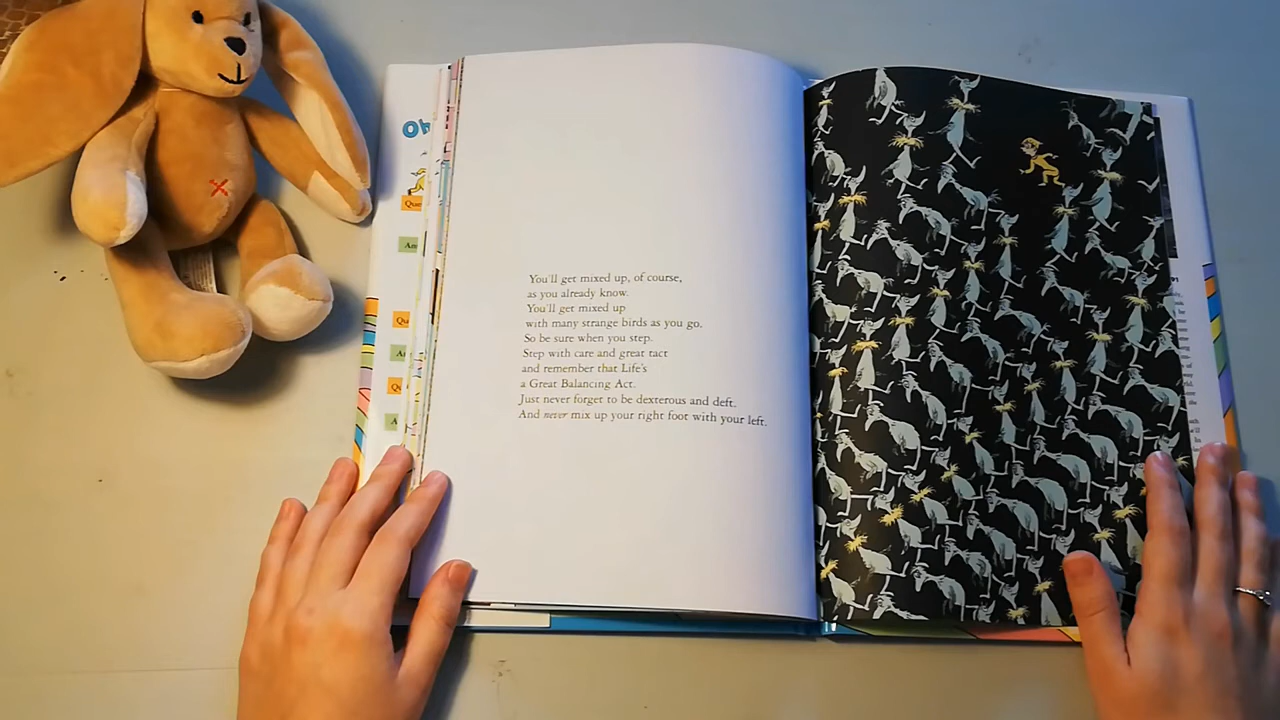 You'll get mixed up, of course,
as you already know.
You'll get mixed up
with many strange birds as you go.
So be sure when you step.
Step with care and great tact
and remember that Life's
a Great Balancing Act.
Just never forget to be dexterous and deft.
And never mix up your right foot with your left.